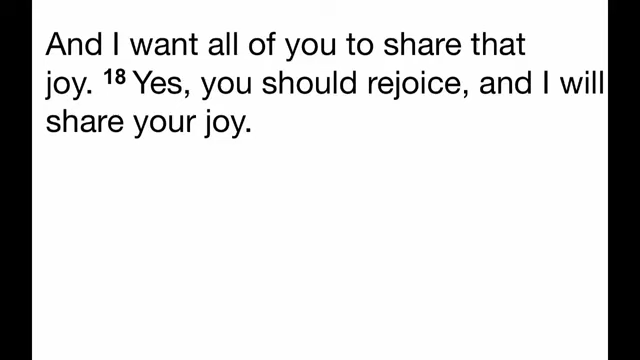 And I want all of you to share that
joy. 18 Yes, you should rejoice, and I will
share your joy.